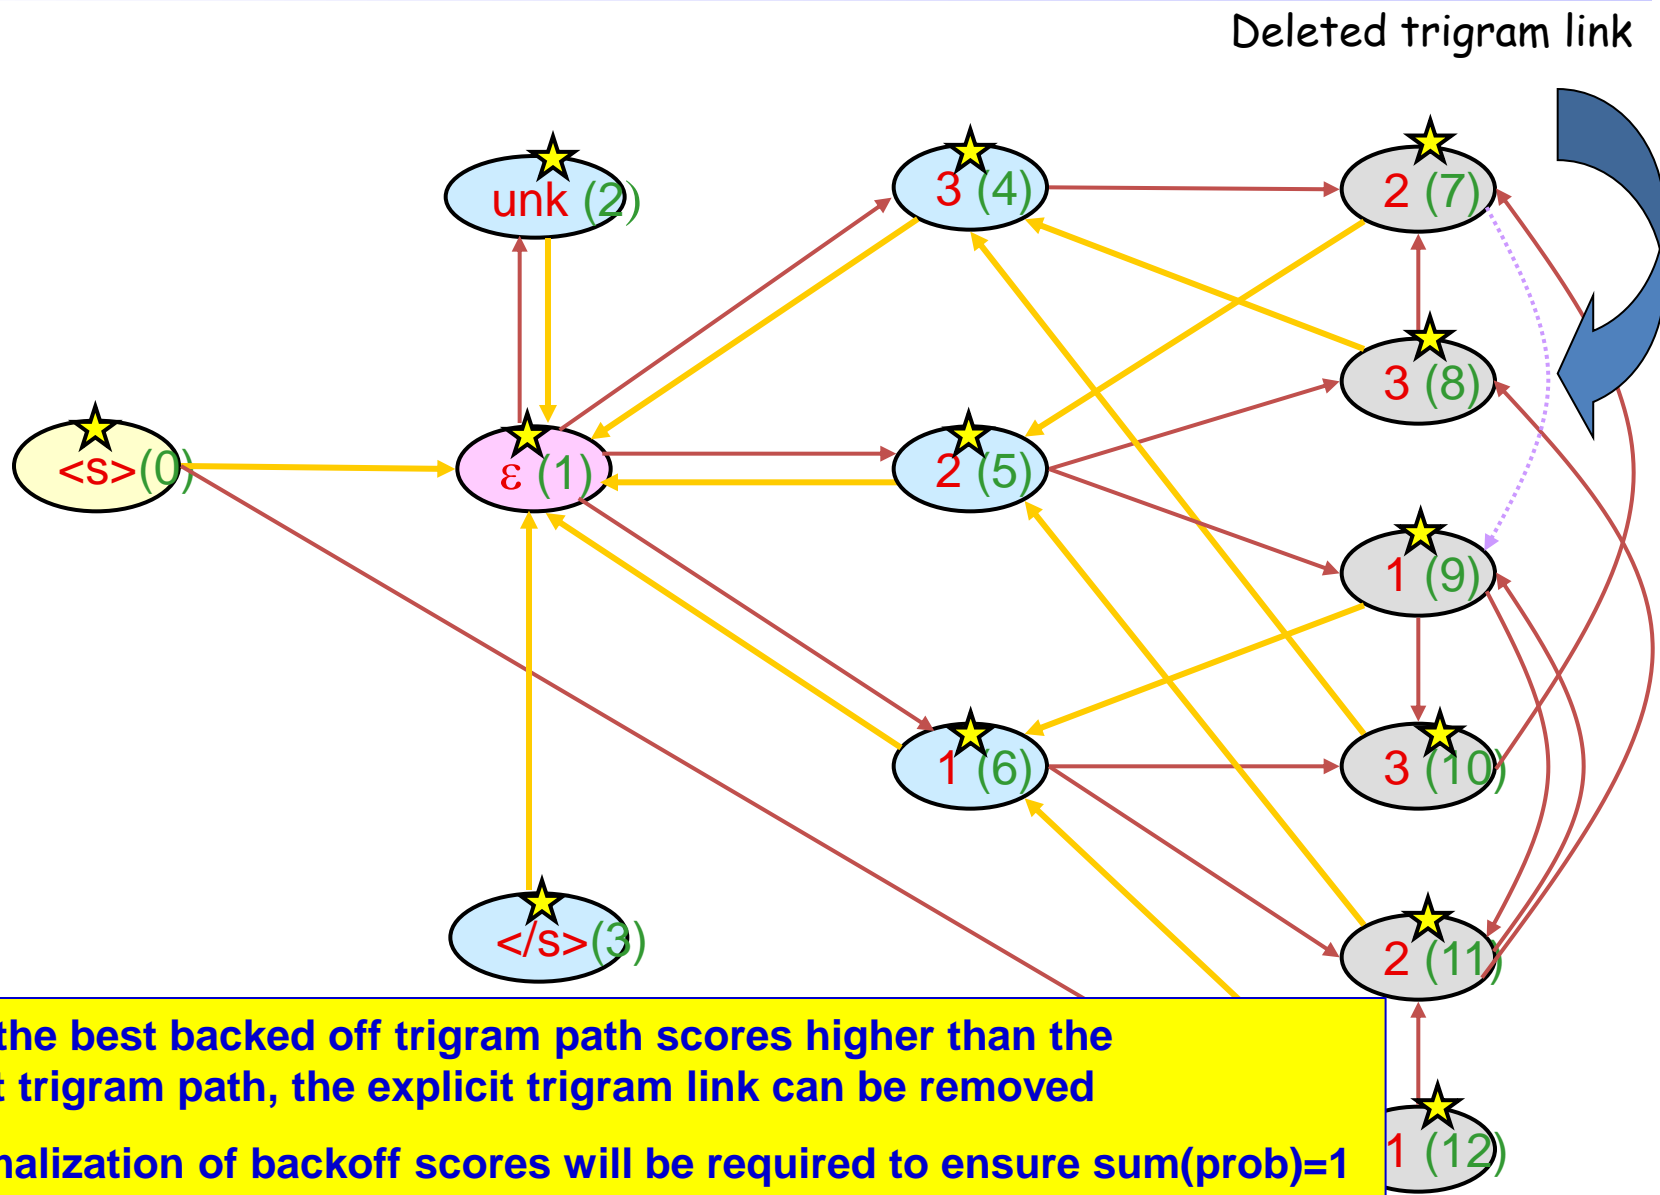 Deleted trigram link
unk (2)
3 (4)
2 (7)
3 (8)
<s>(0)
ε (1)
2 (5)
1 (9)
1 (6)
3 (10)
</s>(3)
2 (11)
the best backed off trigram path scores higher than the
trigram path, the explicit trigram link can be removed
of backoff scores will be required to ensure sum(prob)=1
1 (12)